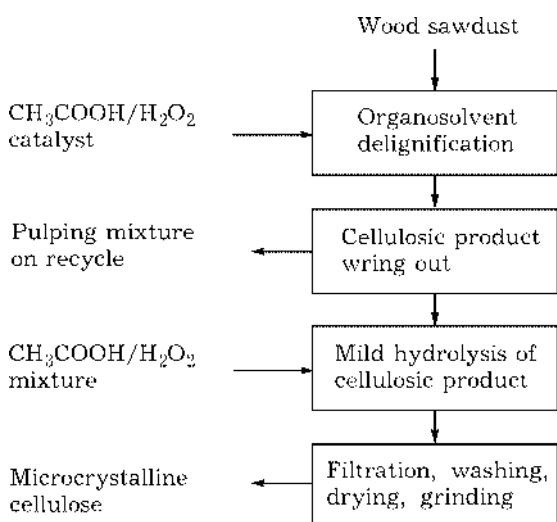 Wood sawdust
CH₃COOH/H₂O₂
catalyst
Organosolvent
delignification
Pulping mixture
on recycle
Cellulosic product
wring out
CH₃COOH/H₂O₂
mixture
Mild hydrolysis of
cellulosic product
Microcrystalline
cellulose
Filtration, washing,
drying, grinding